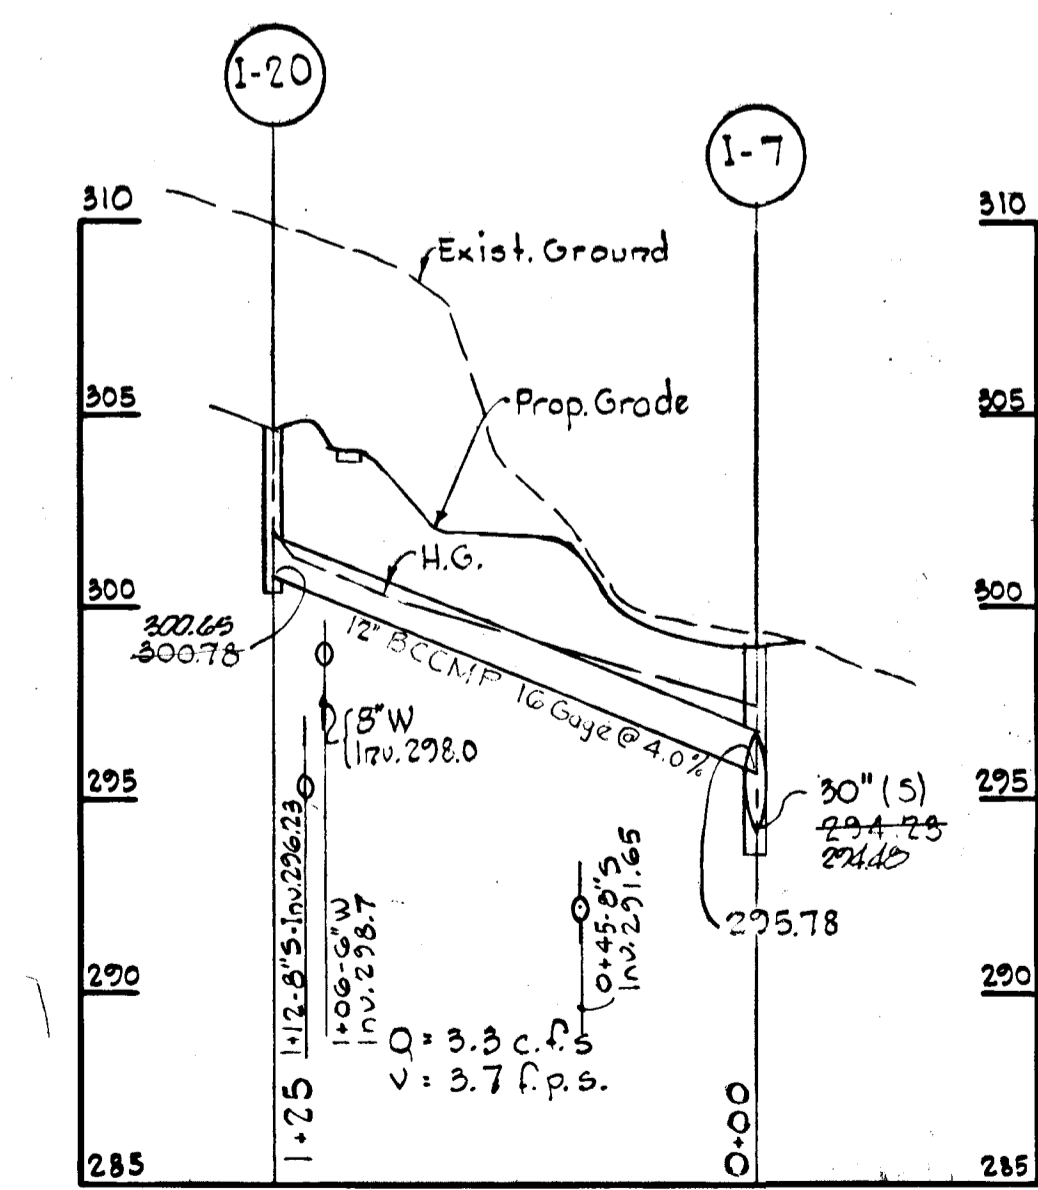 I-20
I-7
310
310
Exist. Ground
305
305
Prop. Grade
H.G.
300
300
300.65
300.78
12" BCCMP 16 Gage @ 4.0%
8" W
Inv. 298.0
295
295
30" (S)
294.23
294.48
295.78
1+12-8"S-Inv. 296.23
1+06-6"W
Inv. 298.7
0+45-8"S
Inv. 291.65
290
290
Q = 3.3 c.f.s
V = 3.7 f.p.s.
1+25
0+00
285
285